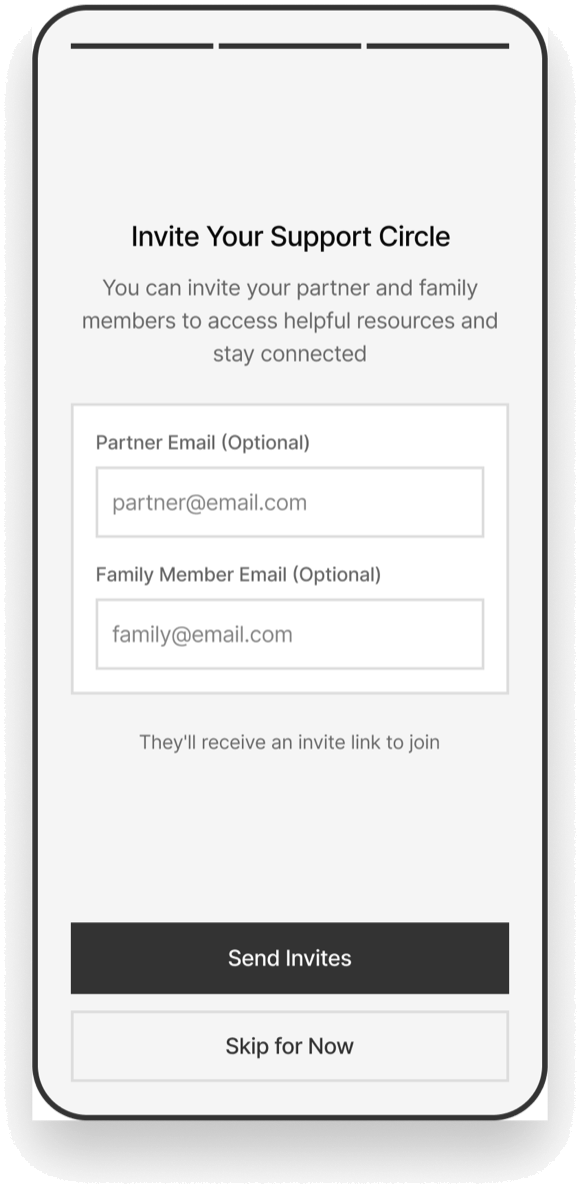 Invite Your Support Circle
You can invite your partner and family
members to access helpful resources and
stay connected
Partner Email (Optional)
partner@email.com
Family Member Email (Optional)
family@email.com
They'll receive an invite link to join
Send Invites
Skip for Now